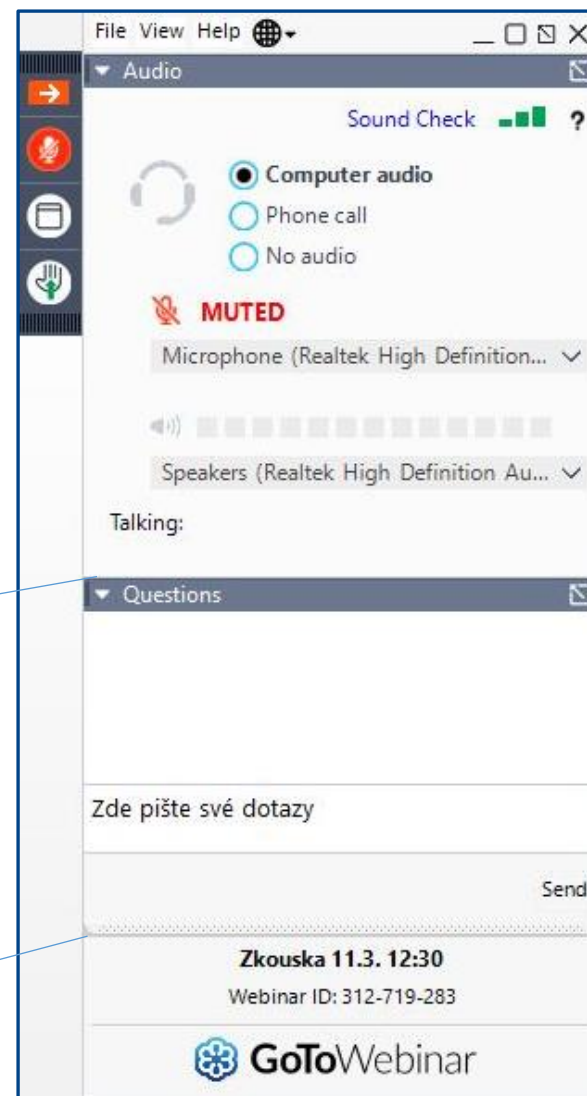 File View Help
Audio
Sound Check ?
Computer audio
Phone call
No audio
MUTED
Microphone (Realtek High Definition...
Speakers (Realtek High Definition Au...
Talking:
Questions
Zde pište své dotazy
Send
Zkouska 11.3. 12:30
Webinar ID: 312-719-283
GoToWebinar